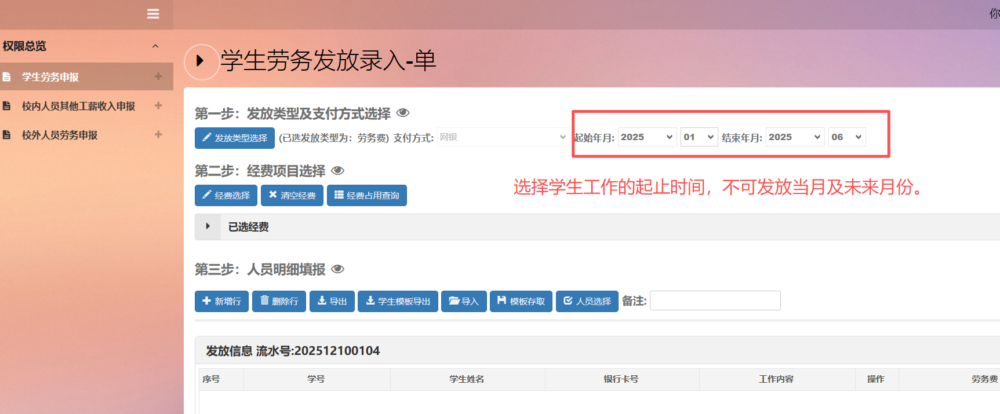 你
权限总览
学生劳务申报
校内人员其他工薪收入申报
校外人员劳务申报
学生劳务发放录入-单
第一步：发放类型及支付方式选择
发放类型选择 (已选发放类型为：劳务费) 支付方式: 网银 起始年月: 2025 01 结束年月: 2025 06
第二步：经费项目选择
选择学生工作的起止时间，不可发放当月及未来月份。
经费选择 清空经费 经费占用查询
已选经费
第三步：人员明细填报
新增行 删除行 导出 学生模板导出 导入 模板存取 人员选择 备注:
发放信息 流水号:202512100104
序号 学号 学生姓名 银行卡号 工作内容 操作 劳务费